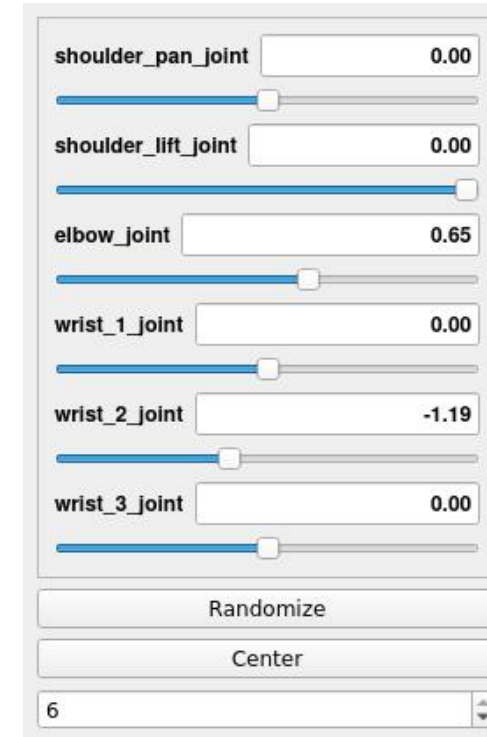 shoulder_pan_joint 0.00
shoulder_lift_joint 0.00
elbow_joint 0.65
wrist_1_joint 0.00
wrist_2_joint -1.19
wrist_3_joint 0.00
Randomize
Center
6